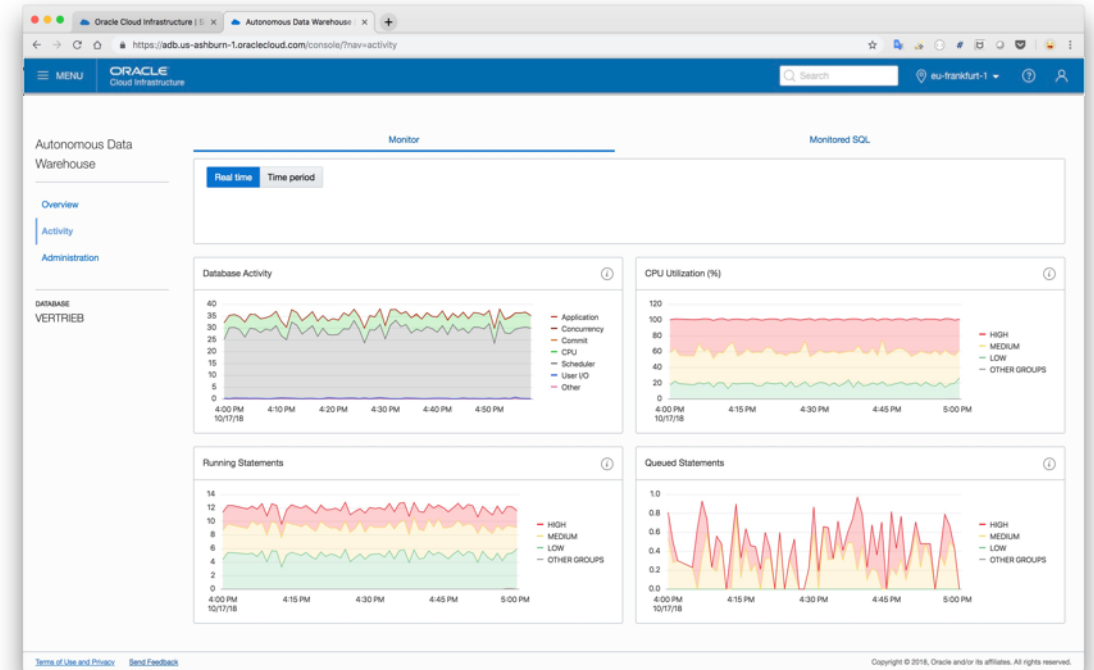 Oracle Cloud Infrastructure | S
Autonomous Data Warehouse
https://adb.us-ashburn-1.oraclecloud.com/console/?nav=activity
MENU
ORACLE
Cloud Infrastructure
Search
eu-frankfurt-1
Autonomous Data
Warehouse
Overview
Activity
Administration
DATABASE
VERTRIEB
Monitor
Monitored SQL
Real time
Time period
Database Activity
40
35
30
25
20
15
10
5
0
4:00 PM
10/17/18
4:10 PM
4:20 PM
4:30 PM
4:40 PM
4:50 PM
Application
Concurrency
Commit
CPU
Scheduler
User I/O
Other
CPU Utilization (%)
120
100
80
60
40
20
0
4:00 PM
10/17/18
4:15 PM
4:30 PM
4:45 PM
5:00 PM
HIGH
MEDIUM
LOW
OTHER GROUPS
Running Statements
14
12
10
8
6
4
2
0
4:00 PM
10/17/18
4:15 PM
4:30 PM
4:45 PM
5:00 PM
HIGH
MEDIUM
LOW
OTHER GROUPS
Queued Statements
1.0
0.8
0.6
0.4
0.2
0.0
4:00 PM
10/17/18
4:15 PM
4:30 PM
4:45 PM
5:00 PM
HIGH
MEDIUM
LOW
OTHER GROUPS
Terms of Use and Privacy
Send Feedback
Copyright © 2018, Oracle and/or its affiliates. All rights reserved.